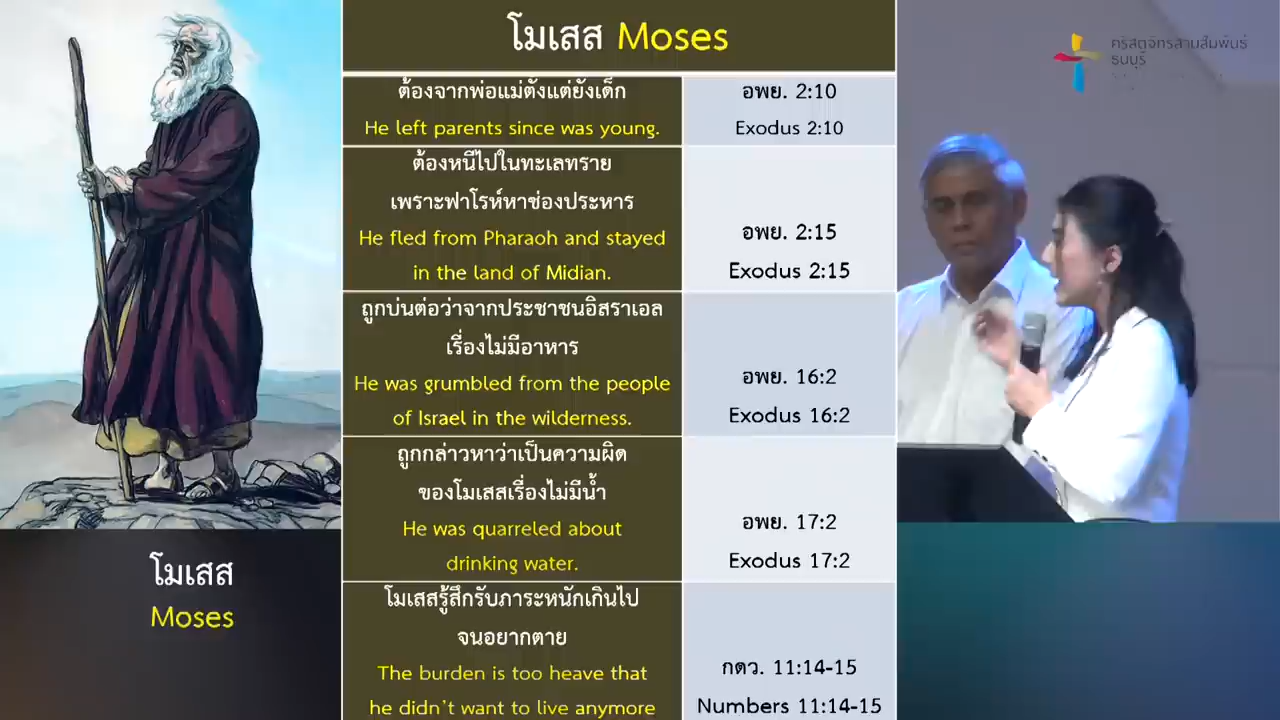 โมเสส Moses
ต้องจากพ่อแม่ตั้งแต่ยังเด็ก
He left parents since was young.
อพย. 2:10
Exodus 2:10
ต้องหนีไปในทะเลทราย
เพราะฟาโรห์หาช่องประหาร
He fled from Pharaoh and stayed
in the land of Midian.
อพย. 2:15
Exodus 2:15
ถูกบ่นต่อว่าจากประชาชนอิสราเอล
เรื่องไม่มีอาหาร
He was grumbled from the people
of Israel in the wilderness.
อพย. 16:2
Exodus 16:2
ถูกกล่าวหาว่าเป็นความผิด
ของโมเสสเรื่องไม่มีน้ำ
He was quarreled about
drinking water.
อพย. 17:2
Exodus 17:2
โมเสสรู้สึกรับภาระหนักเกินไป
จนอยากตาย
The burden is too heave that
he didn't want to live anymore
กดว. 11:14-15
Numbers 11:14-15
โมเสส
Moses
คริสตจักรสามสัมพันธ์
ธนบุรี